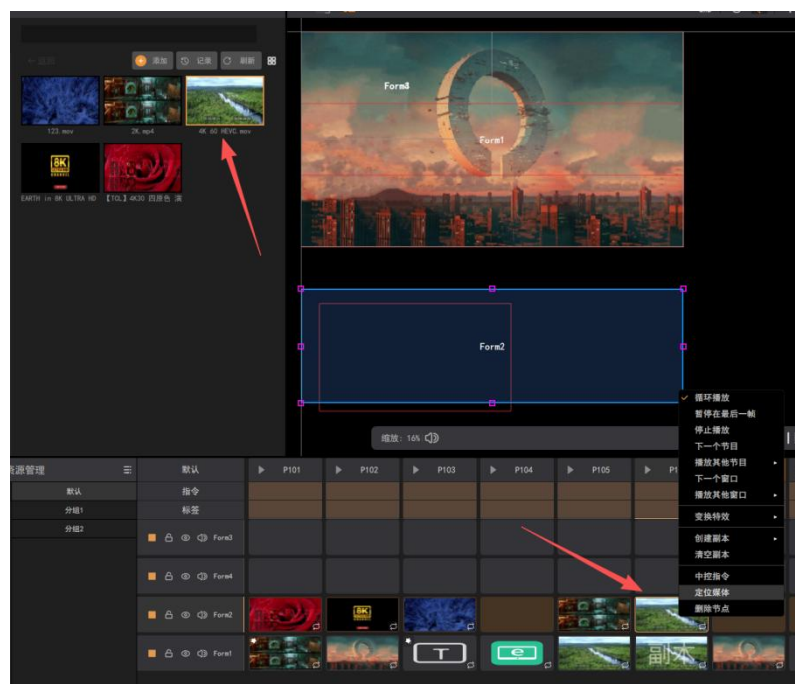 添加
记录
刷新
123.mov
2K.mp4
4K 60 HEVC.mov
8K
EARTH in 8K ULTRA HD
【TCL】4K30 四原色 演
Form3
Form1
Form2
缩放: 16%
循环播放
暂停在最后一帧
停止播放
下一个节目
播放其他节目
下一个窗口
播放其他窗口
变换特效
创建副本
清空副本
中控指令
定位媒体
删除节点
资源管理
默认
分组1
分组2
默认
P101
P102
P103
P104
P105
指令
标签
Form3
Form4
Form2
8K
Form1
T
e
副本